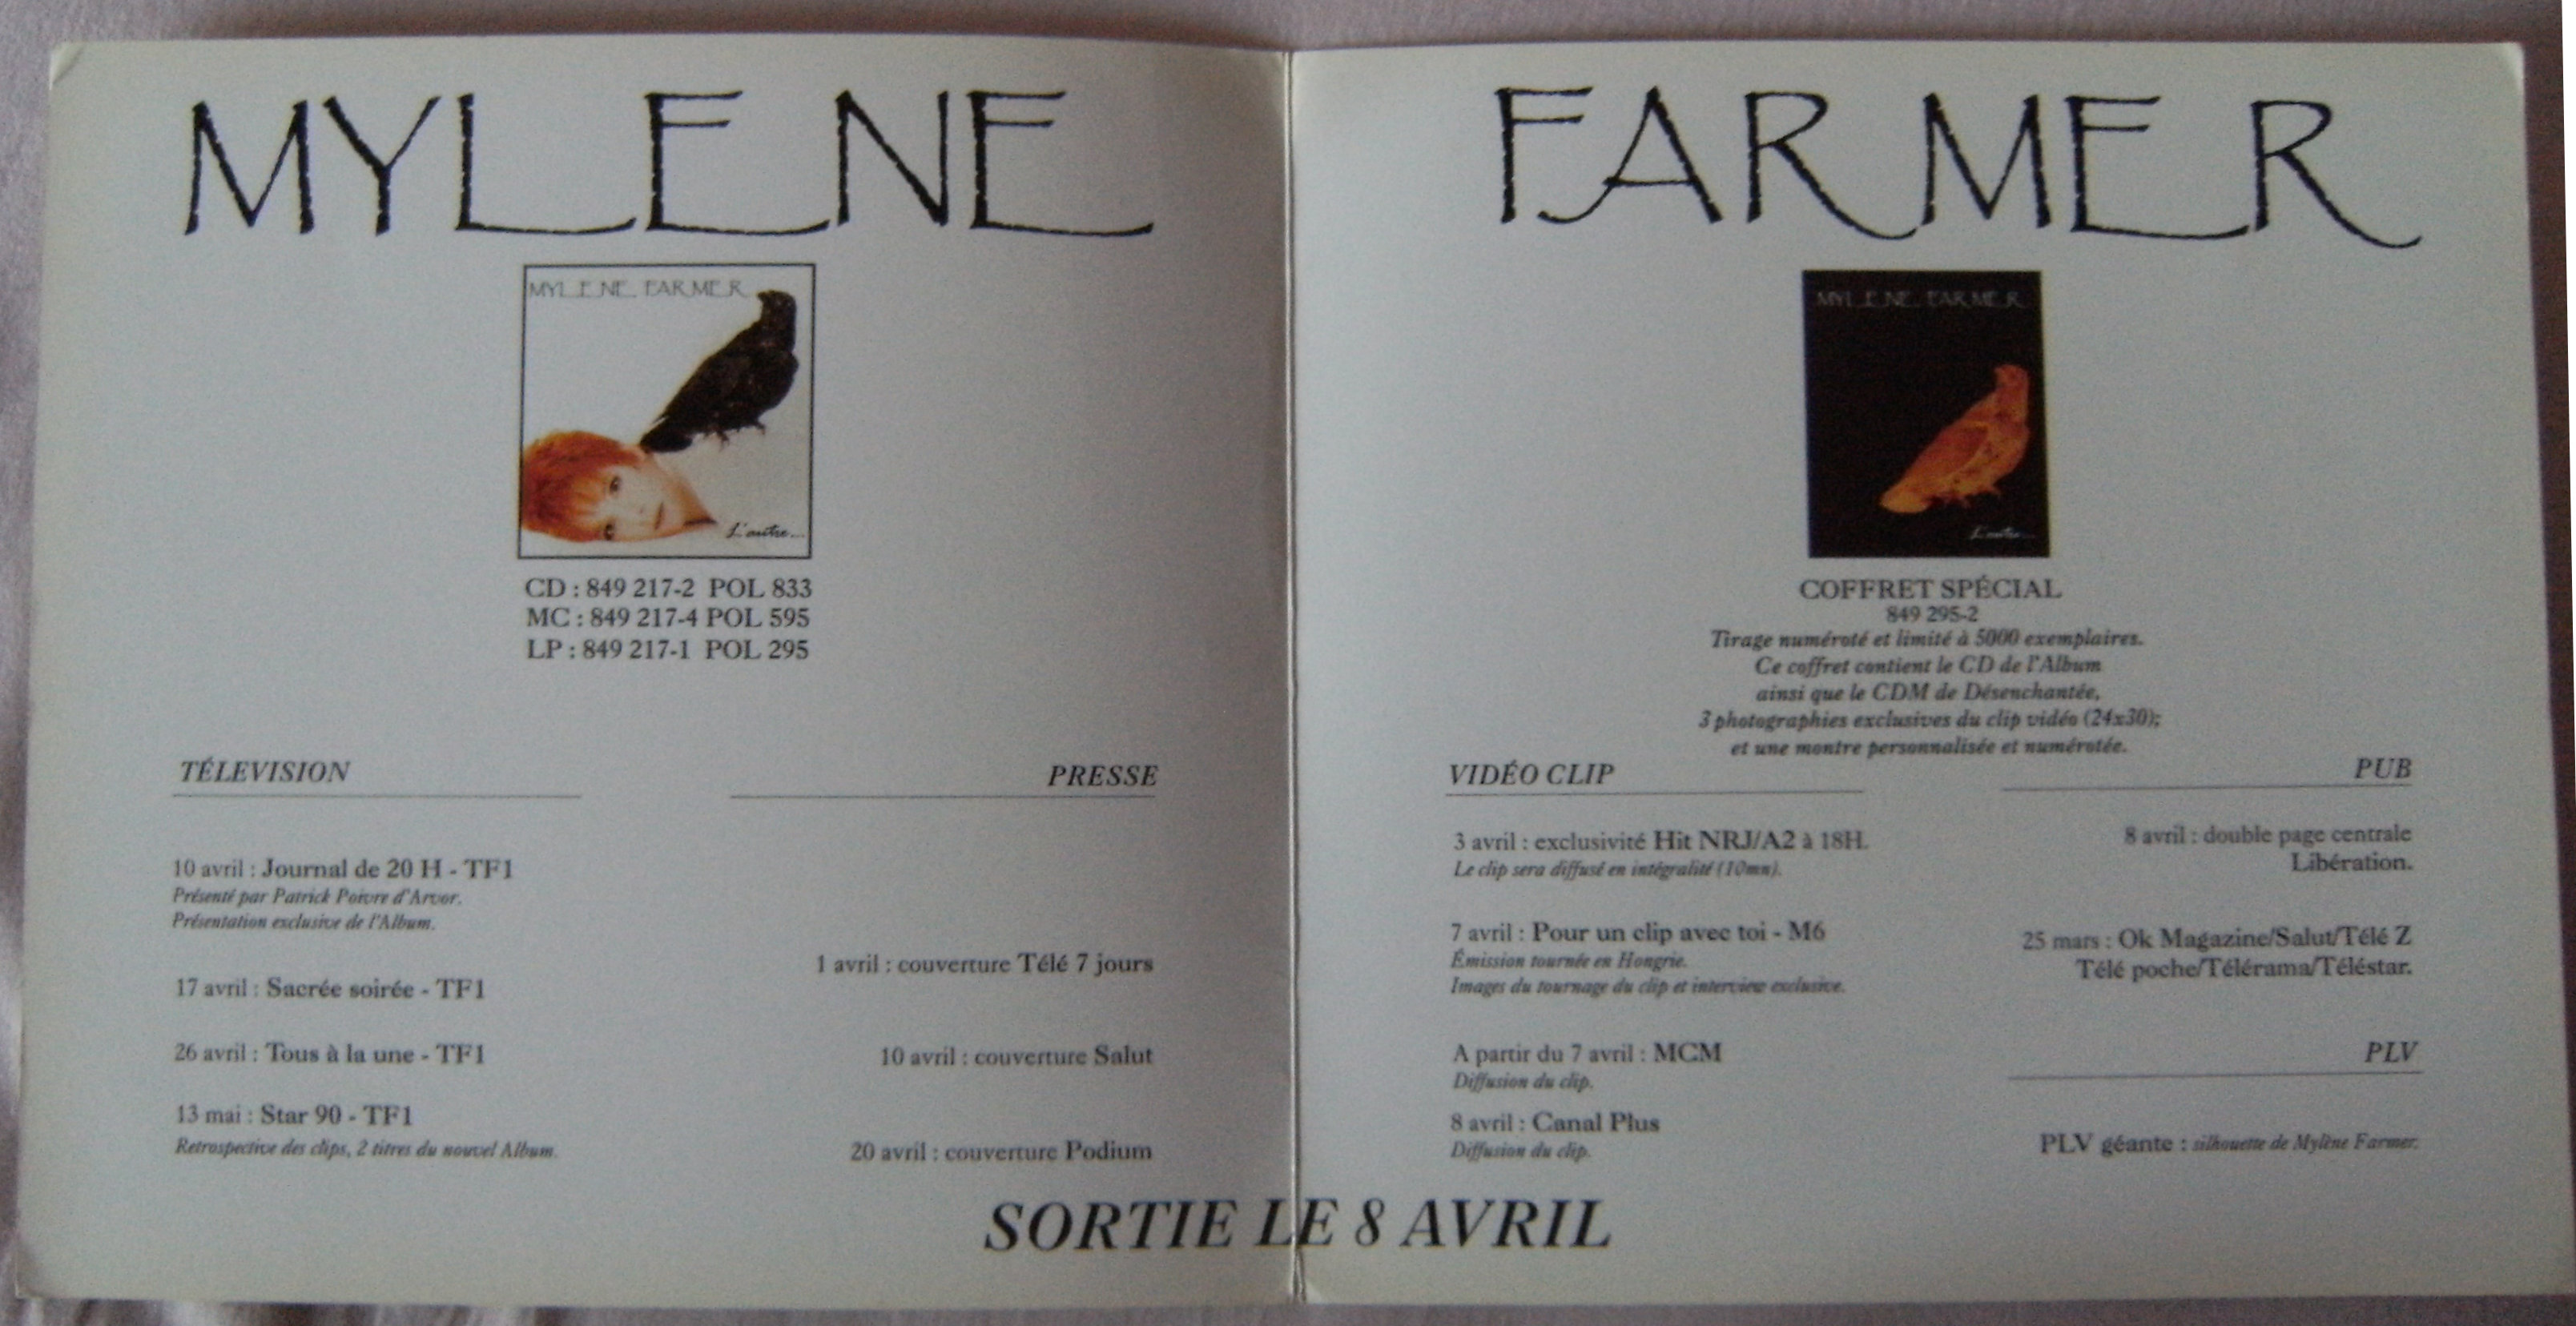 MYLENE
MYLENE FARMER
L'autre...
CD : 849 217-2 POL 833
MC : 849 217-4 POL 595
LP : 849 217-1 POL 295
TÉLEVISION
10 avril : Journal de 20 H - TF1
Présenté par Patrick Poivre d'Arvor.
Présentation exclusive de l'Album.
17 avril : Sacrée soirée - TF1
26 avril : Tous à la une - TF1
13 mai : Star 90 - TF1
Retrospective des clips, 2 titres du nouvel Album.
PRESSE
1 avril : couverture Télé 7 jours
10 avril : couverture Salut
20 avril : couverture Podium
FARMER
MYLENE FARMER
L'autre...
COFFRET SPÉCIAL
849 295-2
Tirage numéroté et limité à 5000 exemplaires.
Ce coffret contient le CD de l'Album
ainsi que le CDM de Désenchantée,
3 photographies exclusives du clip vidéo (24x30);
et une montre personnalisée et numérotée.
VIDÉO CLIP
3 avril : exclusivité Hit NRJ/A2 à 18H.
Le clip sera diffusé en intégralité (10mn).
7 avril : Pour un clip avec toi - M6
Émission tournée en Hongrie.
Images du tournage du clip et interview exclusive.
A partir du 7 avril : MCM
Diffusion du clip.
8 avril : Canal Plus
Diffusion du clip.
PUB
8 avril : double page centrale
Libération.
25 mars : Ok Magazine/Salut/Télé Z
Télé poche/Télérama/Téléstar.
PLV
PLV géante : silhouette de Mylène Farmer.
SORTIE LE 8 AVRIL